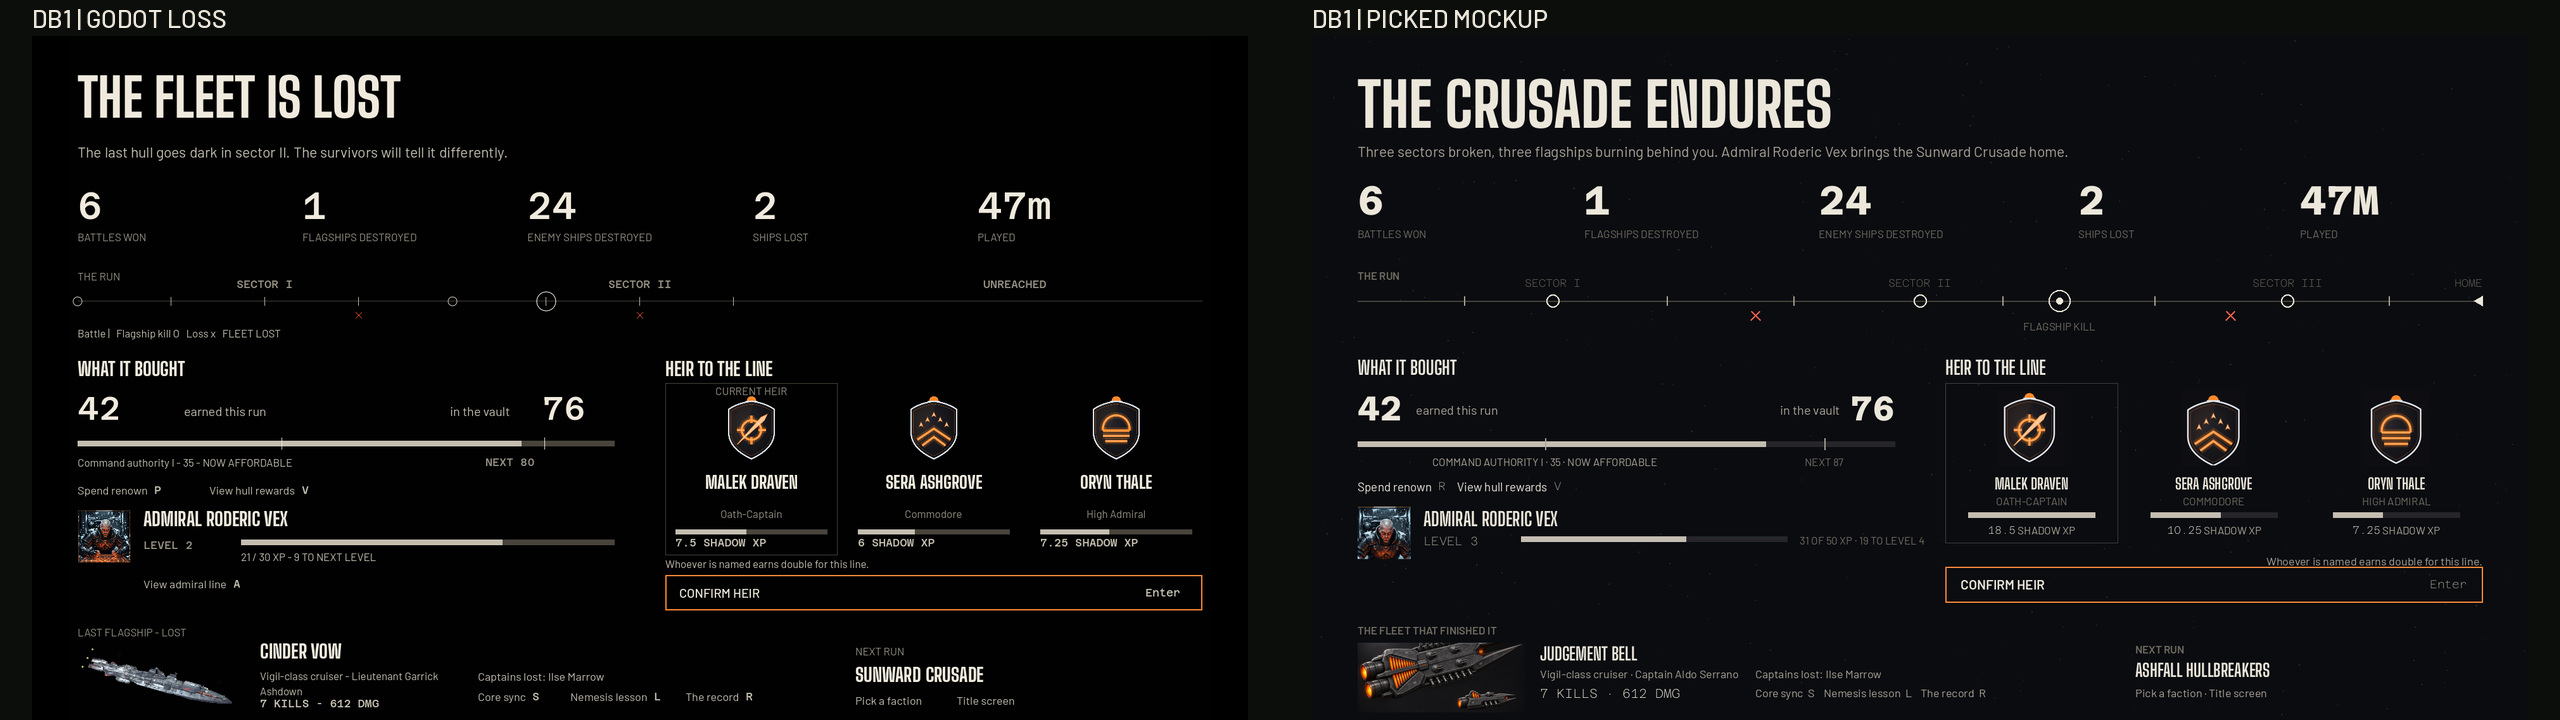 DB1 | GODOT LOSS
THE FLEET IS LOST
The last hull goes dark in sector II. The survivors will tell it differently.
6
1
24
2
47m
BATTLES WON
FLAGSHIPS DESTROYED
ENEMY SHIPS DESTROYED
SHIPS LOST
PLAYED
THE RUN
SECTOR I
SECTOR II
UNREACHED
Battle | Flagship kill O Loss x FLEET LOST
WHAT IT BOUGHT
42 earned this run
in the vault 76
Command authority I - 35 - NOW AFFORDABLE
NEXT 80
Spend renown P
View hull rewards V
ADMIRAL RODERIC VEX
LEVEL 2
21 / 30 XP - 9 TO NEXT LEVEL
View admiral line A
HEIR TO THE LINE
CURRENT HEIR
MALEK DRAVEN
Oath-Captain
7.5 SHADOW XP
SERA ASHGROVE
Commodore
6 SHADOW XP
ORYN THALE
High Admiral
7.25 SHADOW XP
Whoever is named earns double for this line.
CONFIRM HEIR
Enter
LAST FLAGSHIP - LOST
CINDER VOW
Vigil-class cruiser - Lieutenant Garrick
Ashdown
7 KILLS - 612 DMG
Captains lost: Ilse Marrow
Core sync S
Nemesis lesson L
The record R
NEXT RUN
SUNWARD CRUSADE
Pick a faction
Title screen
DB1 | PICKED MOCKUP
THE CRUSADE ENDURES
Three sectors broken, three flagships burning behind you. Admiral Roderic Vex brings the Sunward Crusade home.
6
1
24
2
47M
BATTLES WON
FLAGSHIPS DESTROYED
ENEMY SHIPS DESTROYED
SHIPS LOST
PLAYED
THE RUN
SECTOR I
SECTOR II
SECTOR III
HOME
FLAGSHIP KILL
WHAT IT BOUGHT
42 earned this run
in the vault 76
COMMAND AUTHORITY I · 35 · NOW AFFORDABLE
NEXT 87
Spend renown R
View hull rewards V
ADMIRAL RODERIC VEX
LEVEL 3
31 OF 50 XP · 19 TO LEVEL 4
HEIR TO THE LINE
MALEK DRAVEN
OATH-CAPTAIN
18.5 SHADOW XP
SERA ASHGROVE
COMMODORE
10.25 SHADOW XP
ORYN THALE
HIGH ADMIRAL
7.25 SHADOW XP
Whoever is named earns double for this line.
CONFIRM HEIR
Enter
THE FLEET THAT FINISHED IT
JUDGEMENT BELL
Vigil-class cruiser · Captain Aldo Serrano
7 KILLS · 612 DMG
Captains lost: Ilse Marrow
Core sync S Nemesis lesson L The record R
NEXT RUN
ASHFALL HULLBREAKERS
Pick a faction · Title screen